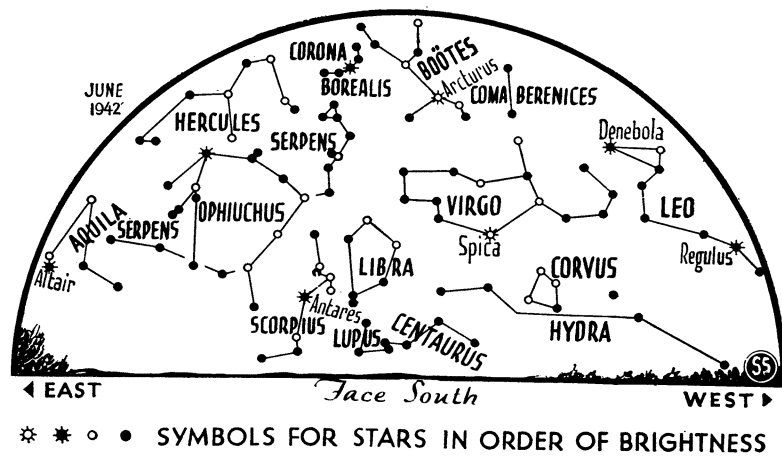 CORONA
BOREALIS
BOÖTES
Arcturus
COMA BERENICES
JUNE
1942
HERCULES
SERPENS
Denebola
AQUILA
SERPENS
OPHIUCHUS
VIRGO
LEO
Spica
Regulus
Altair
LIBRA
CORVUS
Antares
SCORPIUS
LUPUS
CENTAURUS
HYDRA
SS
EAST
Face South
WEST
SYMBOLS FOR STARS IN ORDER OF BRIGHTNESS